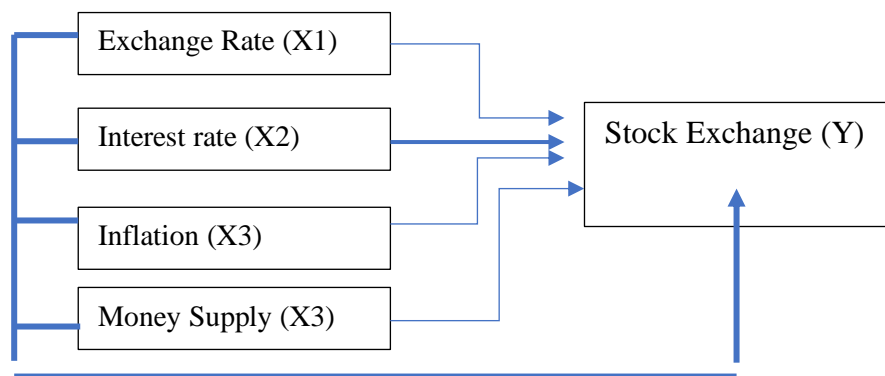 Exchange Rate (X1)
Interest rate (X2)
Stock Exchange (Y)
Inflation (X3)
Money Supply (X3)